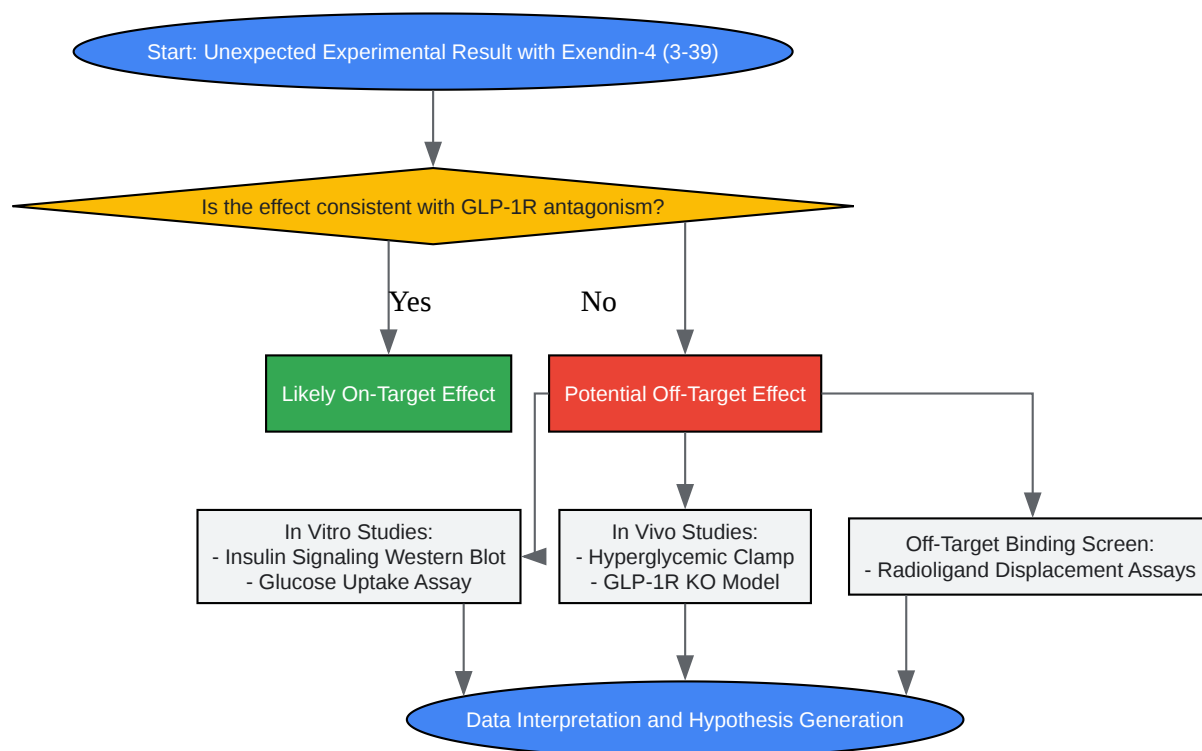 Start: Unexpected Experimental Result with Exendin-4 (3-39)
Is the effect consistent with GLP-1R antagonism?
Yes
No
Likely On-Target Effect
Potential Off-Target Effect
In Vitro Studies:
- Insulin Signaling Western Blot
- Glucose Uptake Assay
In Vivo Studies:
- Hyperglycemic Clamp
- GLP-1R KO Model
Off-Target Binding Screen:
- Radioligand Displacement Assays
Data Interpretation and Hypothesis Generation